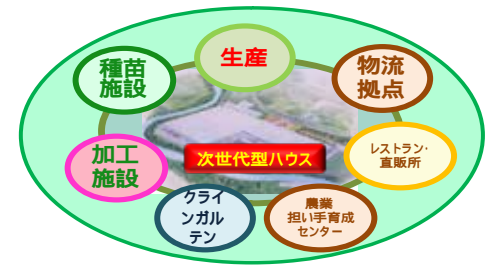 生産
種苗
施設
物流
拠点
加工
施設
次世代型ハウス
レストラン・
直販所
クライ
ンガル
テン
農業
担い手育成
センター